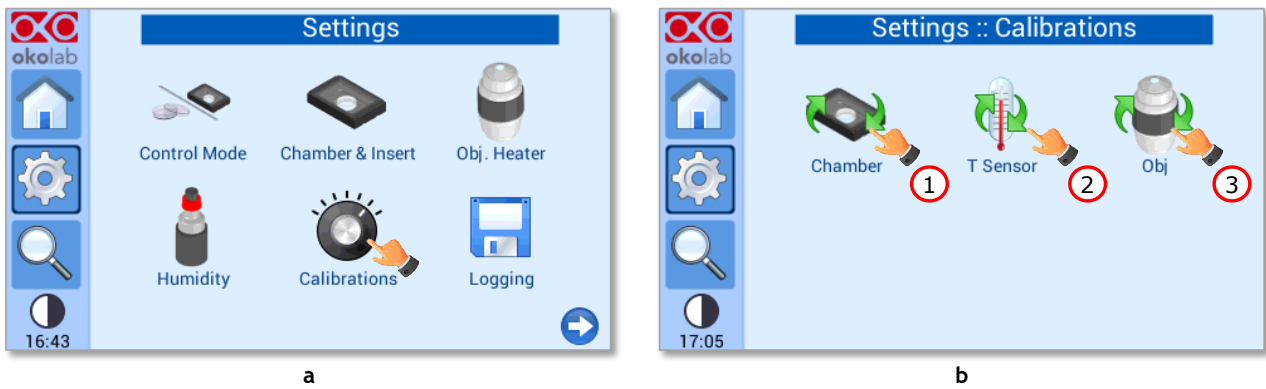 Settings
okolab
Control Mode
Chamber & Insert
Obj. Heater
Humidity
Calibrations
Logging
16:43
a
Settings :: Calibrations
okolab
Chamber
T Sensor
Obj
1
2
3
17:05
b